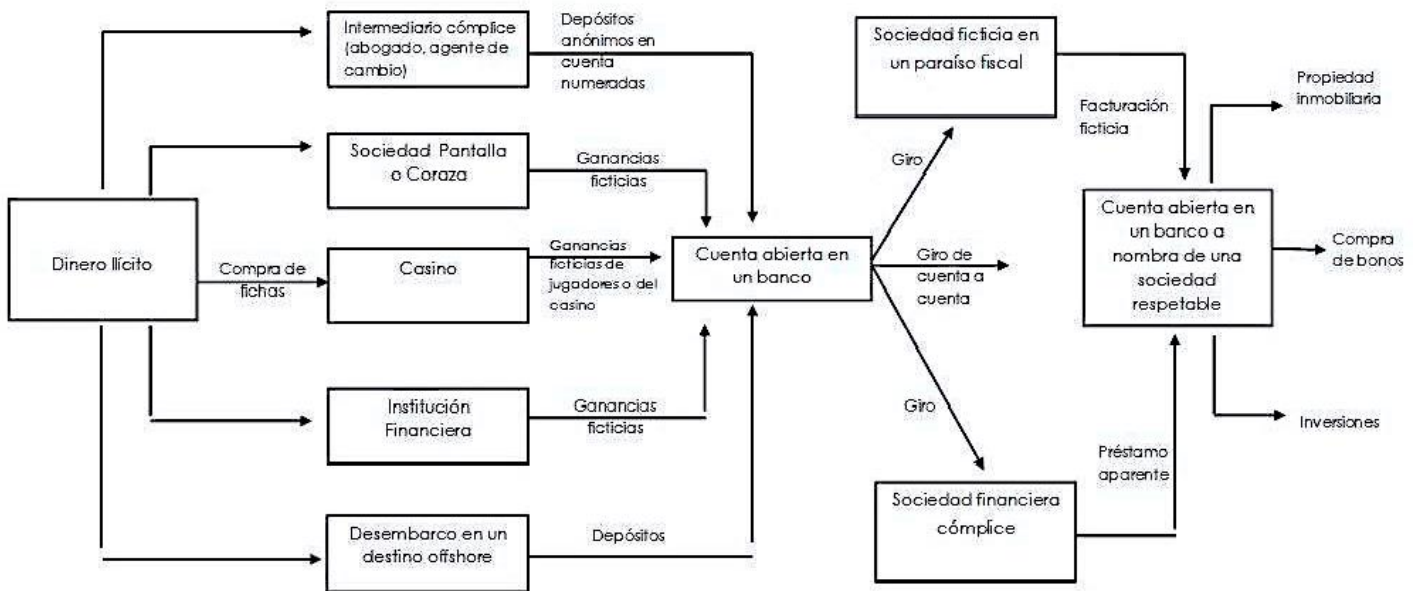 Dinero Ilícito
Intermediario cómplice
(abogado, agente de
cambio)
Depósitos
anónimos en
cuenta
numeradas
Sociedad Pantalla
o Coraza
Ganancias
ficticias
Compra de
fichas
Casino
Ganancias
ficticias de
jugadores o del
casino
Institución
Financiera
Ganancias
ficticias
Desembarco en un
destino offshore
Depósitos
Cuenta abierta en
un banco
Giro
Giro de
cuenta a
cuenta
Giro
Sociedad ficticia en
un paraíso fiscal
Facturación
ficticia
Sociedad financiera
cómplice
Préstamo
aparente
Cuenta abierta en
un banco a
nombra de una
sociedad
respetable
Propiedad
inmobiliaria
Compra
de bonos
Inversiones